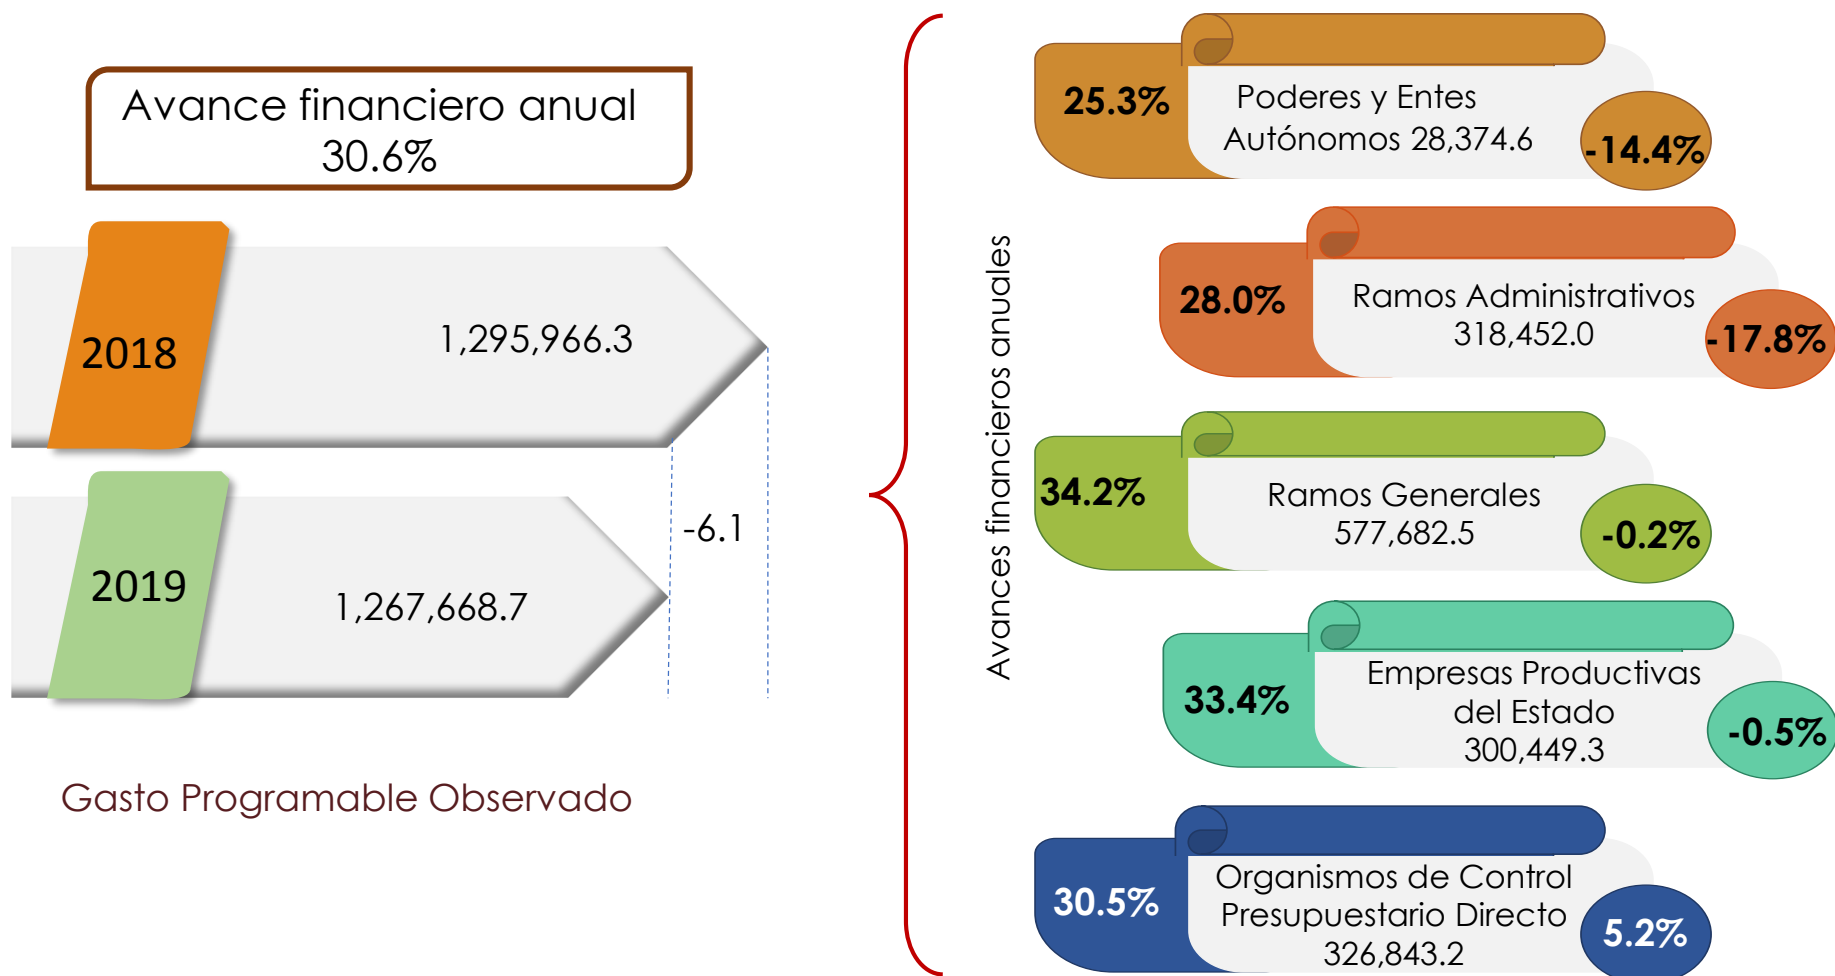 Avance financiero anual
30.6%
2018
1,295,966.3
2019
1,267,668.7
-6.1
Gasto Programable Observado
Avances financieros anuales
25.3%
Poderes y Entes
Autónomos 28,374.6
-14.4%
28.0%
Ramos Administrativos
318,452.0
-17.8%
34.2%
Ramos Generales
577,682.5
-0.2%
33.4%
Empresas Productivas
del Estado
300,449.3
-0.5%
30.5%
Organismos de Control
Presupuestario Directo
326,843.2
5.2%